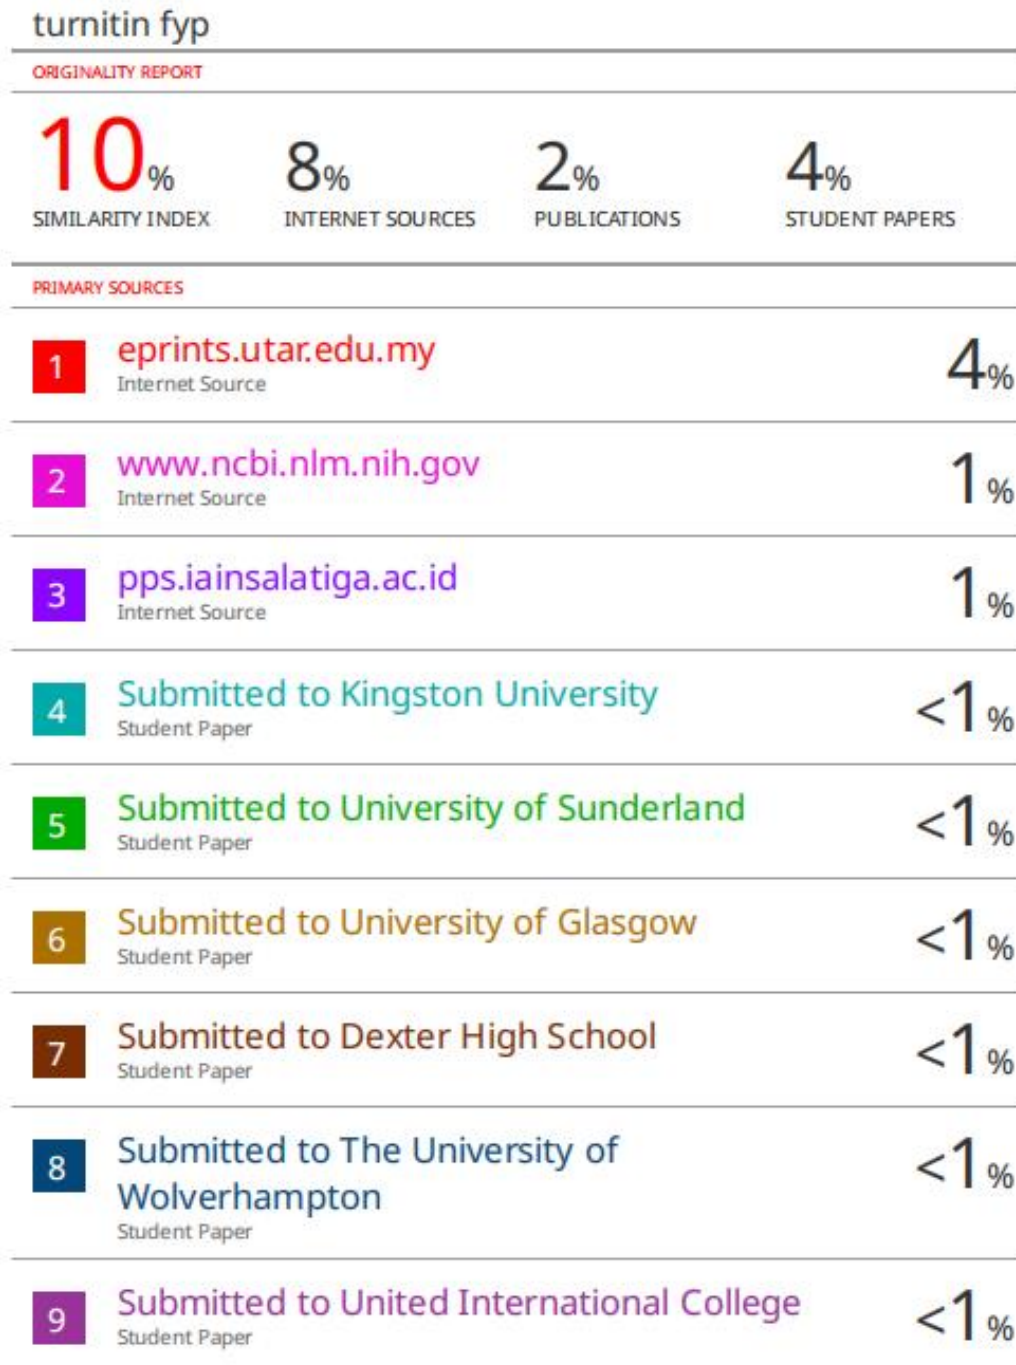 turnitin fyp
ORIGINALITY REPORT
10% 8% 2% 4%
SIMILARITY INDEX INTERNET SOURCES PUBLICATIONS STUDENT PAPERS
PRIMARY SOURCES
1 eprints.utar.edu.my 4%
Internet Source
2 www.ncbi.nlm.nih.gov 1%
Internet Source
3 pps.iainsalatiga.ac.id 1%
Internet Source
4 Submitted to Kingston University <1%
Student Paper
5 Submitted to University of Sunderland <1%
Student Paper
6 Submitted to University of Glasgow <1%
Student Paper
7 Submitted to Dexter High School <1%
Student Paper
8 Submitted to The University of <1%
Wolverhampton
Student Paper
9 Submitted to United International College <1%
Student Paper